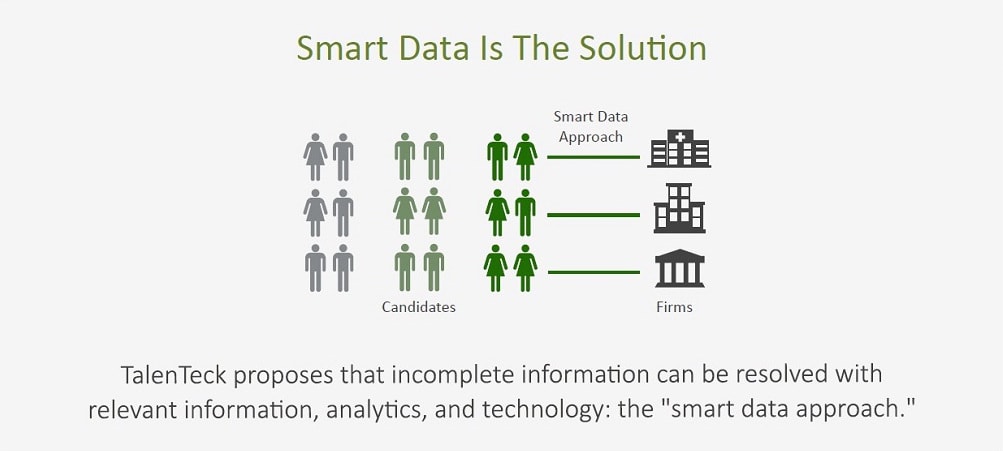 Smart Data Is The Solution
Smart Data
Approach
Candidates
Firms
TalenTeck proposes that incomplete information can be resolved with
relevant information, analytics, and technology: the "smart data approach."